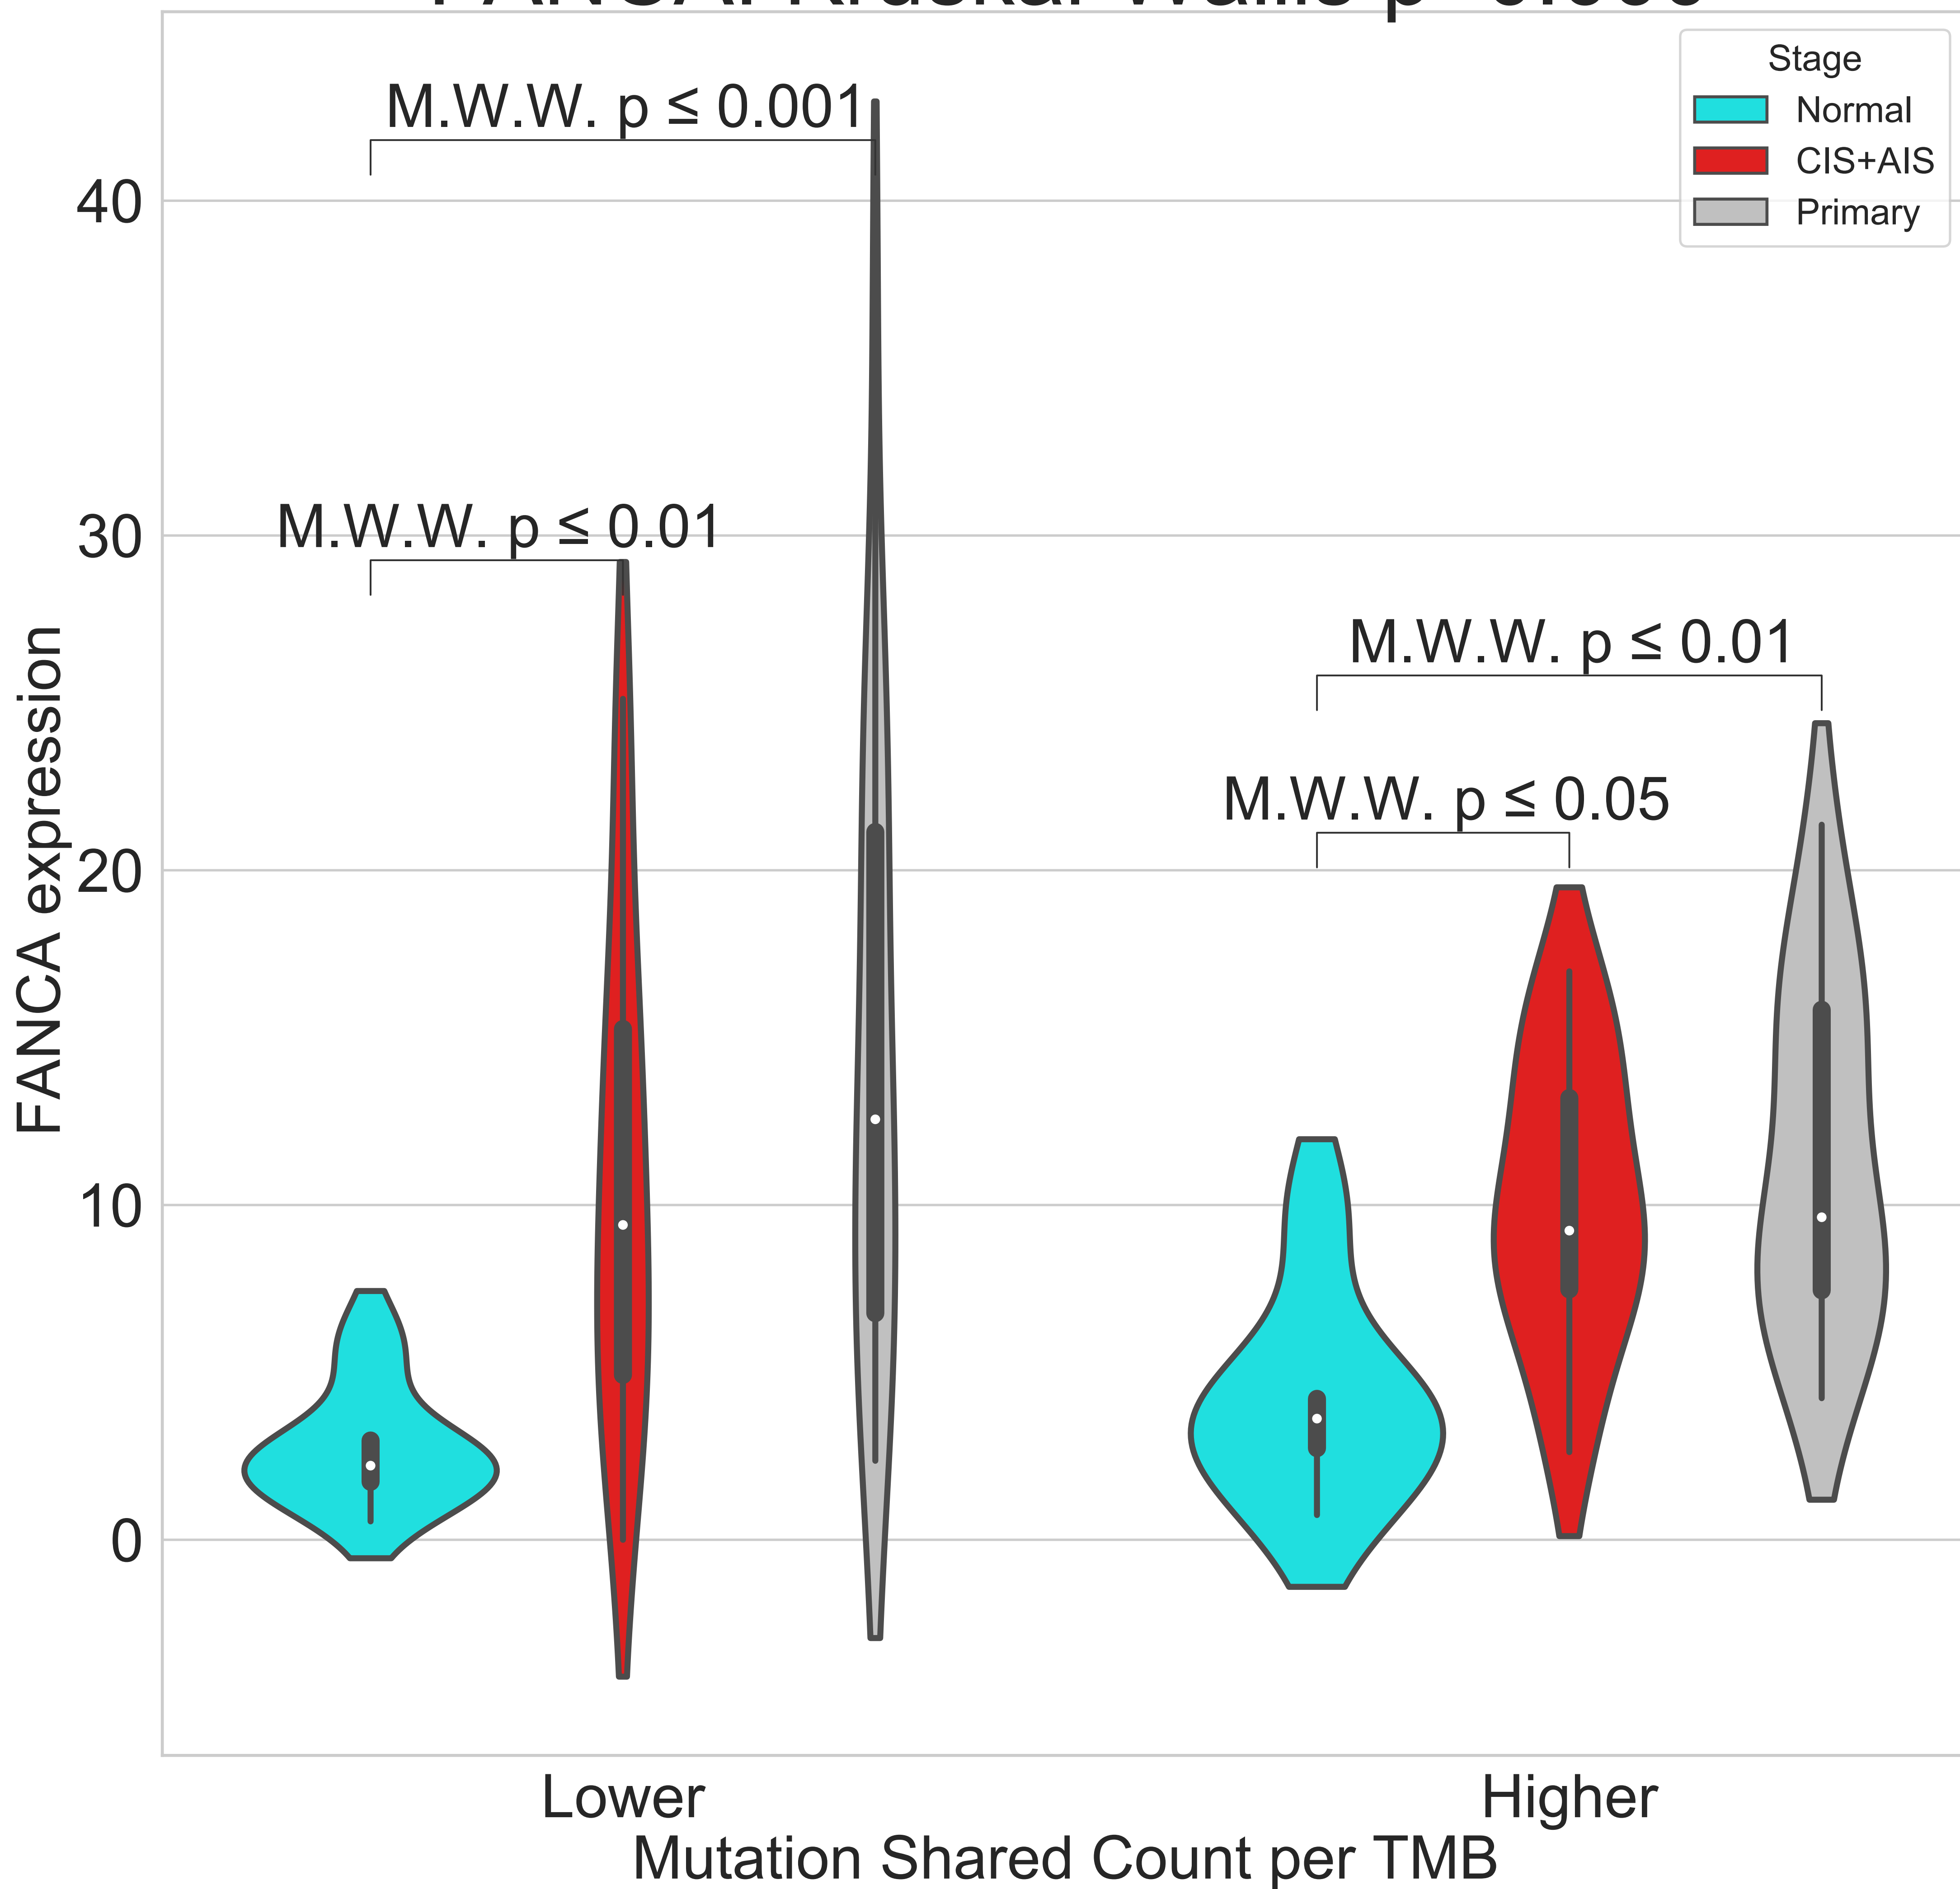 Stage
Normal
CIS+AIS
Primary
M.W.W. p ≤ 0.001
M.W.W. p ≤ 0.01
M.W.W. p ≤ 0.01
M.W.W. p ≤ 0.05
40
30
20
10
0
FANCA expression
Lower
Higher
Mutation Shared Count per TMB